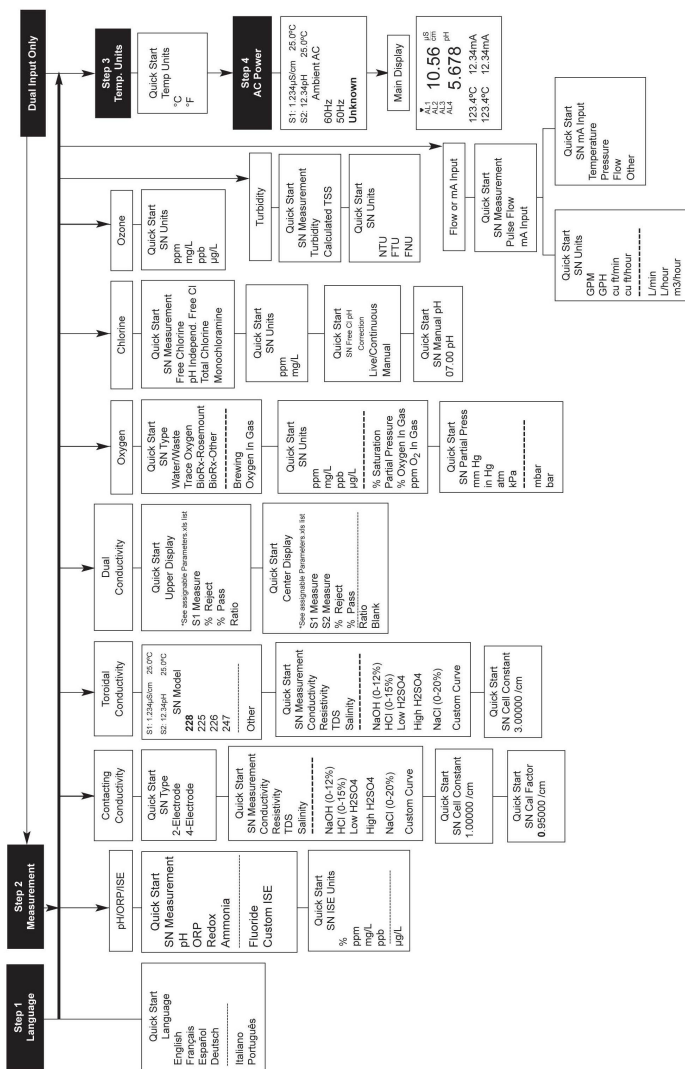 Step 1
Language
Quick Start
Language
English
Français
Español
Deutsch
Italiano
Português
Step 2
Measurement
pH/ORP/ISE
Quick Start
SN Measurement
pH
ORP
Redox
Ammonia
Fluoride
Custom ISE
Quick Start
SN ISE Units
%
ppm
mg/L
ppb
µg/L
Contacting
Conductivity
Quick Start
SN Type
2-Electrode
4-Electrode
Quick Start
SN Measurement
Conductivity
Resistivity
TDS
Salinity
NaOH (0-12%)
HCl (0-15%)
Low H2SO4
High H2SO4
NaCl (0-20%)
Custom Curve
Quick Start
SN Cell Constant
1.00000 /cm
Quick Start
SN Cal Factor
0.95000 /cm
Toroidal
Conductivity
S1: 1.234µS/cm 25.0ºC
S2: 12.34pH 25.0ºC
SN Model
228
225
226
247
Other
Quick Start
SN Measurement
Conductivity
Resistivity
TDS
Salinity
NaOH (0-12%)
HCl (0-15%)
Low H2SO4
High H2SO4
NaCl (0-20%)
Custom Curve
Quick Start
SN Cell Constant
3.00000 /cm
Dual
Conductivity
Quick Start
Upper Display
*See assignable Parameters.xls list
S1 Measure
% Reject
% Pass
Ratio
Quick Start
Center Display
*See assignable Parameters.xls list
S1 Measure
S2 Measure
% Reject
% Pass
Ratio
Blank
Oxygen
Quick Start
SN Type
Water/Waste
Trace Oxygen
BioRx-Rosemount
BioRx-Other
Brewing
Oxygen In Gas
Quick Start
SN Units
ppm
mg/L
ppb
µg/L
% Saturation
Partial Pressure
% Oxygen In Gas
ppm O2 In Gas
Quick Start
SN Partial Press
mm Hg
in Hg
atm
kPa
mbar
bar
Chlorine
Quick Start
SN Measurement
Free Chlorine
pH Independ. Free Cl
Total Chlorine
Monochloramine
Quick Start
SN Units
ppm
mg/L
Quick Start
SN Free Cl pH
Correction
Live/Continuous
Manual
Quick Start
SN Manual pH
07.00 pH
Ozone
Quick Start
SN Units
ppm
mg/L
ppb
µg/L
Turbidity
Quick Start
SN Measurement
Turbidity
Calculated TSS
Quick Start
SN Units
NTU
FTU
FNU
Flow or mA Input
Quick Start
SN Measurement
Pulse Flow
mA Input
Quick Start
SN Units
GPM
GPH
cu ft/min
cu ft/hour
L/min
L/hour
m3/hour
Quick Start
SN mA Input
Temperature
Pressure
Flow
Other
Dual Input Only
Step 3
Temp. Units
Quick Start
Temp Units
°C
°F
Step 4
AC Power
S1: 1.234µS/cm 25.0ºC
S2: 12.34pH 25.0ºC
Ambient AC
60Hz
50Hz
Unknown
Main Display
AL1
AL2
AL3
AL4
10.56 µS
cm
5.678 pH
123.4ºC 12.34mA
123.4ºC 12.34mA